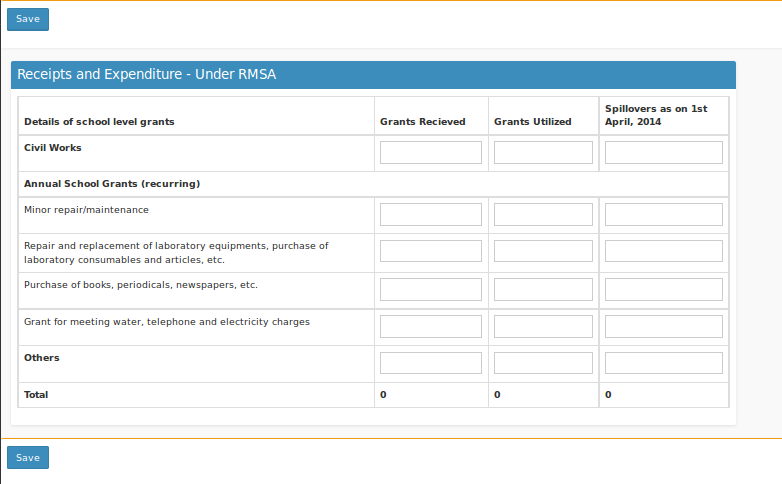 Save
Receipts and Expenditure - Under RMSA
Details of school level grants
Grants Recieved
Grants Utilized
Spillovers as on 1st
April, 2014
Civil Works
Annual School Grants (recurring)
Minor repair/maintenance
Repair and replacement of laboratory equipments, purchase of
laboratory consumables and articles, etc.
Purchase of books, periodicals, newspapers, etc.
Grant for meeting water, telephone and electricity charges
Others
Total 0 0 0
Save